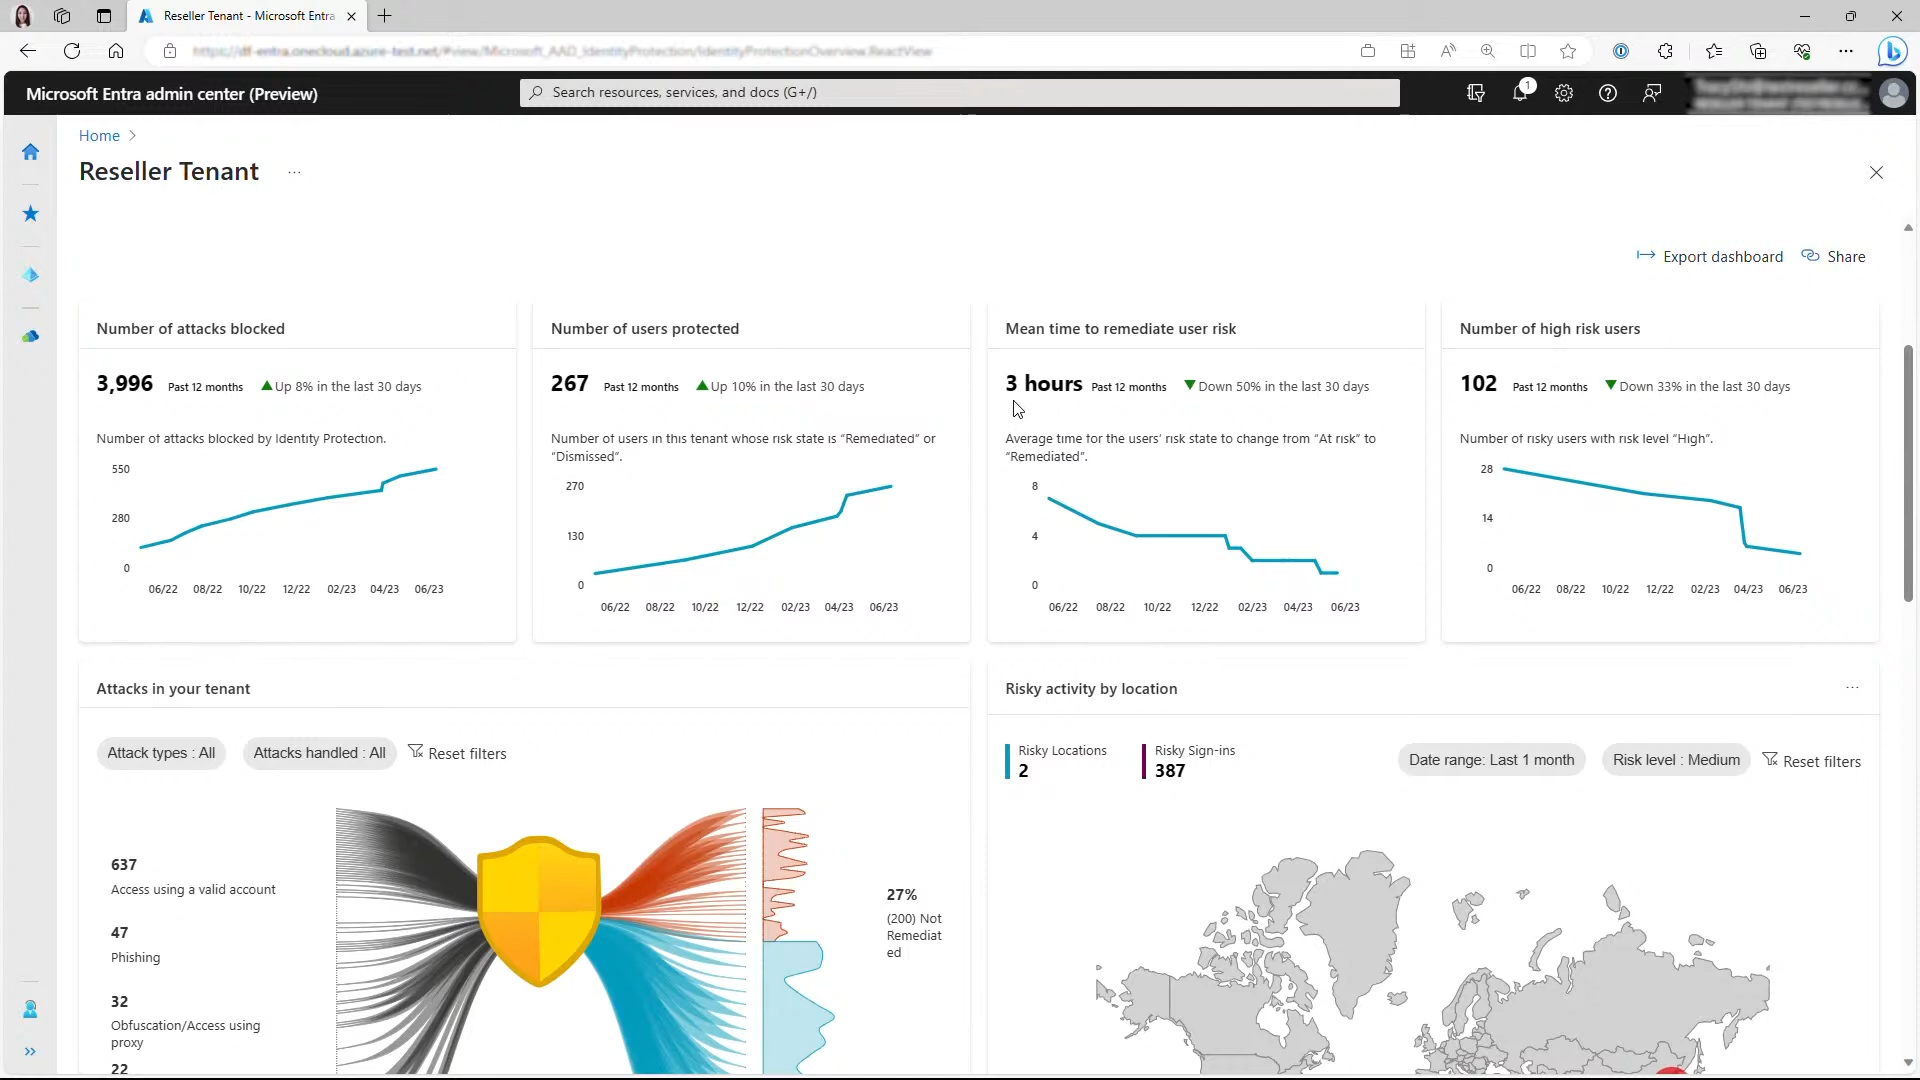 Reseller Tenant - Microsoft Entra
Microsoft Entra admin center (Preview)
Search resources, services, and docs (G+/)
1
Home
Reseller Tenant
Export dashboard
Share
Number of attacks blocked
3,996 Past 12 months Up 8% in the last 30 days
Number of attacks blocked by Identity Protection.
550
280
0
06/22 08/22 10/22 12/22 02/23 04/23 06/23
Number of users protected
267 Past 12 months Up 10% in the last 30 days
Number of users in this tenant whose risk state is “Remediated” or
“Dismissed”.
270
130
0
06/22 08/22 10/22 12/22 02/23 04/23 06/23
Mean time to remediate user risk
3 hours Past 12 months Down 50% in the last 30 days
Average time for the users’ risk state to change from “At risk” to
“Remediated”.
8
4
0
06/22 08/22 10/22 12/22 02/23 04/23 06/23
Number of high risk users
102 Past 12 months Down 33% in the last 30 days
Number of risky users with risk level “High”.
28
14
0
06/22 08/22 10/22 12/22 02/23 04/23 06/23
Attacks in your tenant
Attack types : All
Attacks handled : All
Reset filters
637
Access using a valid account
47
Phishing
32
Obfuscation/Access using
proxy
22
27%
(200) Not
Remediat
ed
Risky activity by location
Risky Locations
2
Risky Sign-ins
387
Date range: Last 1 month
Risk level : Medium
Reset filters